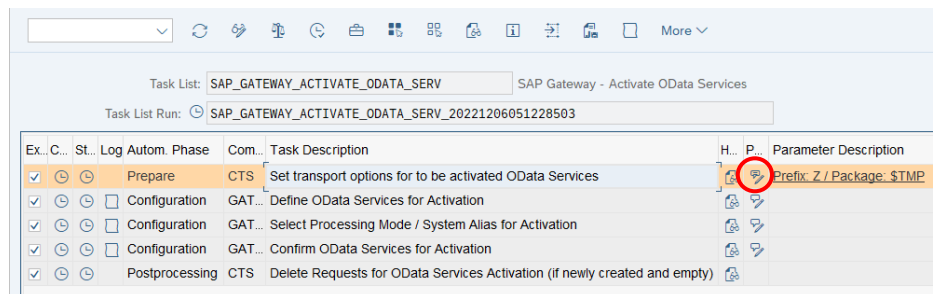 More
Task List: SAP_GATEWAY_ACTIVATE_ODATA_SERV SAP Gateway - Activate OData Services
Task List Run: SAP_GATEWAY_ACTIVATE_ODATA_SERV_20221206051228503
Ex... C... St... Log Autom. Phase Com... Task Description H... P... Parameter Description
Prepare CTS Set transport options for to be activated OData Services Prefix: Z / Package: $TMP
Configuration GAT... Define OData Services for Activation
Configuration GAT... Select Processing Mode / System Alias for Activation
Configuration GAT... Confirm OData Services for Activation
Postprocessing CTS Delete Requests for OData Services Activation (if newly created and empty)